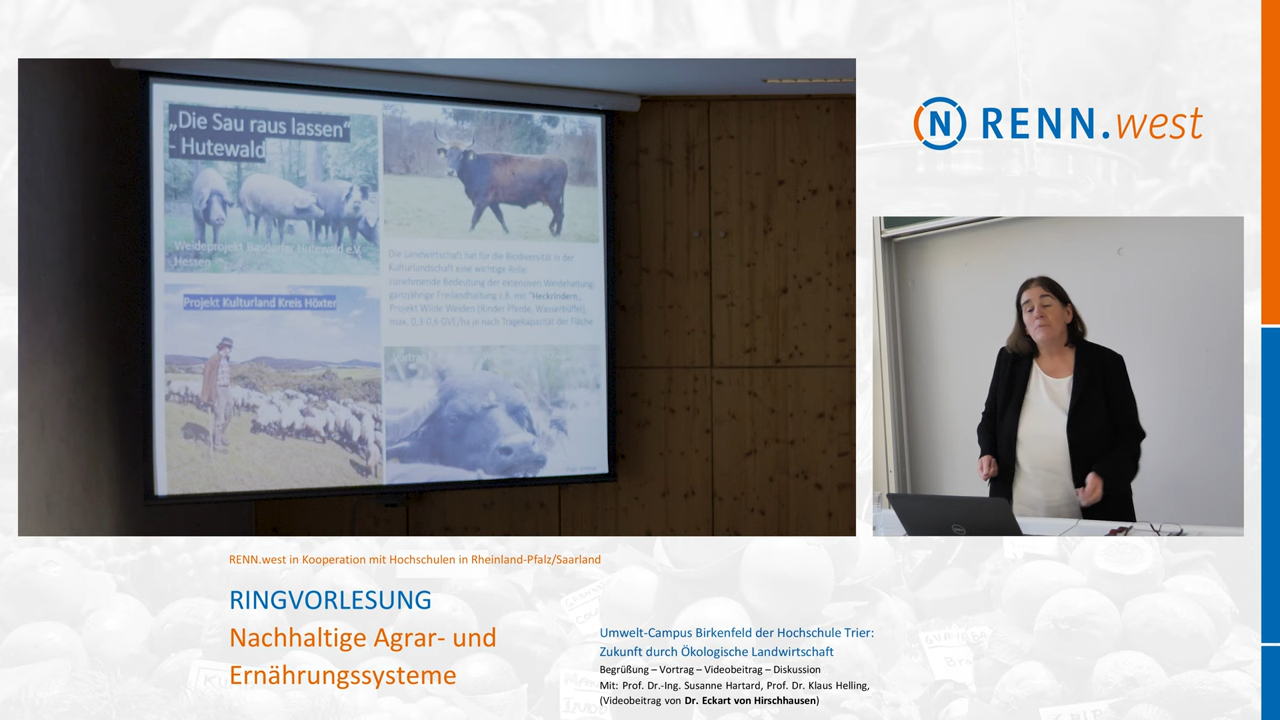 „Die Sau raus lassen“
- Hutewald
Weideprojekt Basdorfer Hutewald e.V.
Hessen
Die Landwirtschaft hat für die Biodiversität in der
Kulturlandschaft eine wichtige Rolle:
zunehmende Bedeutung der extensiven Weidehaltung,
ganzjährige Freilandhaltung z.B. mit "Heckrindern,
Projekt Wilde Weiden (Rinder Pferde, Wasserbüffel),
max. 0,3-0,6 GVE/ha je nach Tragekapazität der Fläche
Projekt Kulturland Kreis Höxter
Vortrag
N RENN.west
DELL
RENN.west in Kooperation mit Hochschulen in Rheinland-Pfalz/Saarland
RINGVORLESUNG
Nachhaltige Agrar- und
Ernährungssysteme
Umwelt-Campus Birkenfeld der Hochschule Trier:
Zukunft durch Ökologische Landwirtschaft
Begrüßung – Vortrag – Videobeitrag – Diskussion
Mit: Prof. Dr.-Ing. Susanne Hartard, Prof. Dr. Klaus Helling,
(Videobeitrag von Dr. Eckart von Hirschhausen)